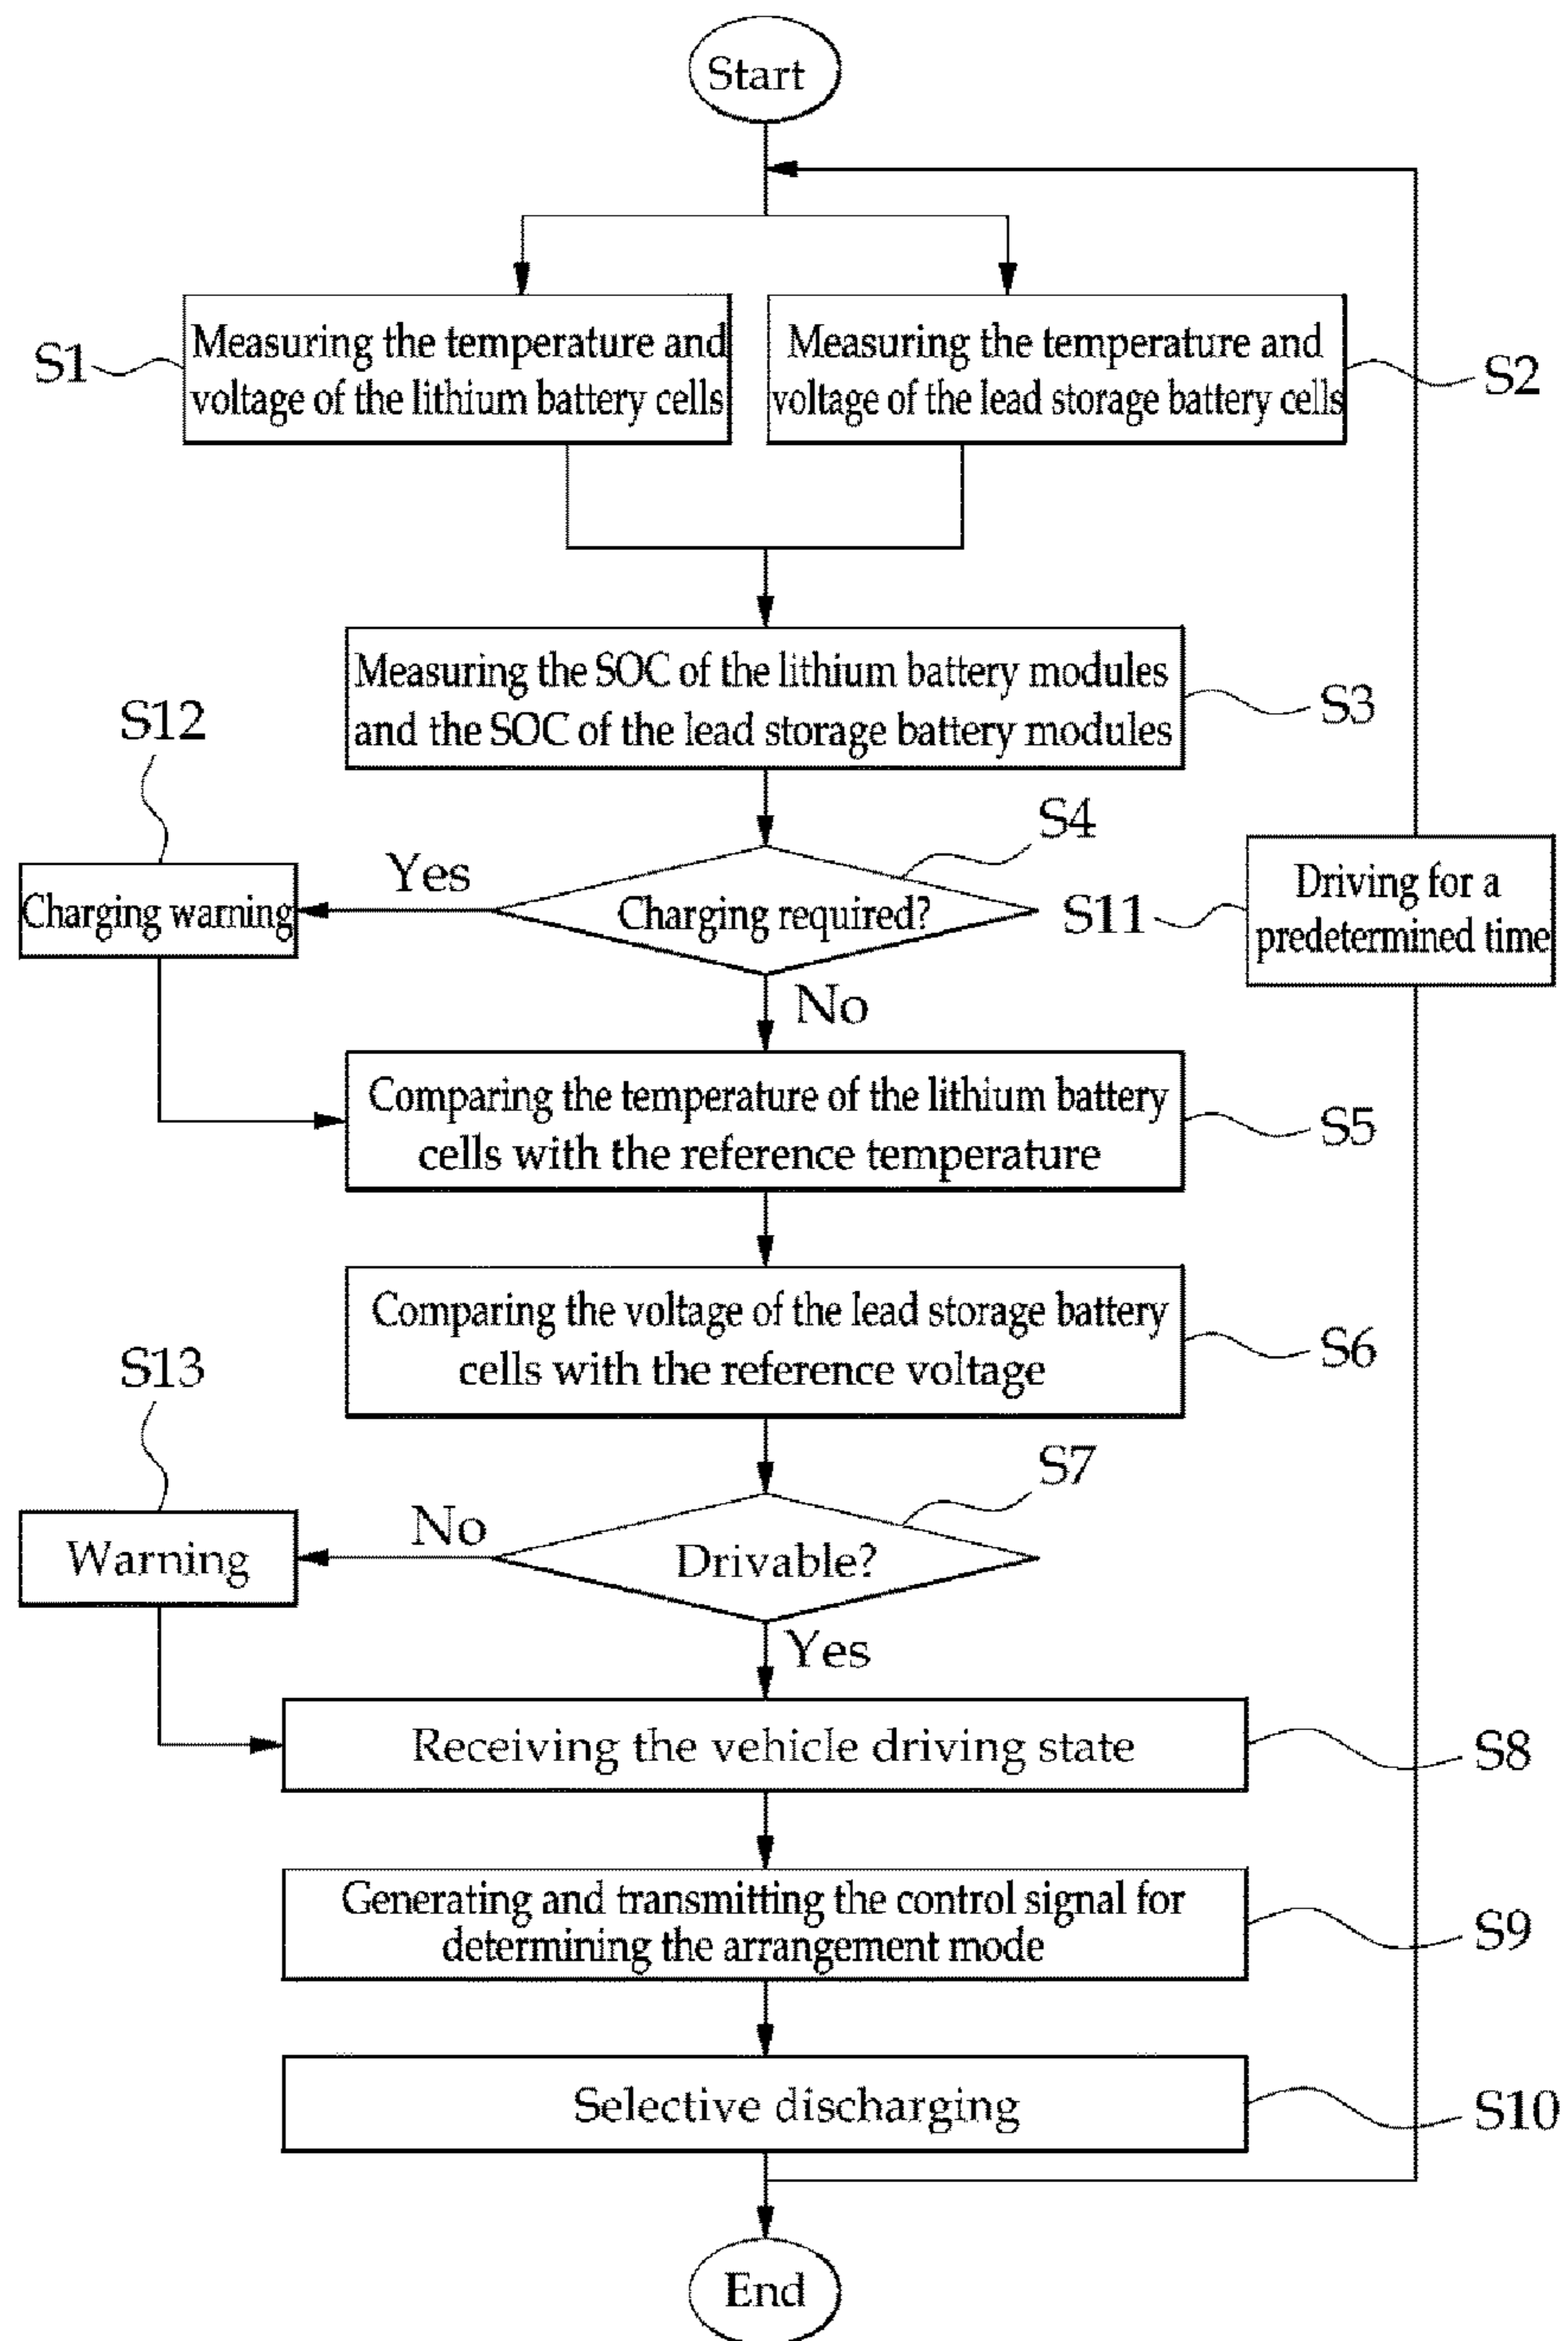 Start
S1
Measuring the temperature and
voltage of the lithium battery cells
Measuring the temperature and
voltage of the lead storage battery cells
S2
Measuring the SOC of the lithium battery modules
and the SOC of the lead storage battery modules
S3
S12
S4
Charging warning
Yes
Charging required?
S11
Driving for a
predetermined time
No
Comparing the temperature of the lithium battery
cells with the reference temperature
S5
Comparing the voltage of the lead storage battery
cells with the reference voltage
S6
S13
S7
Warning
No
Drivable?
Yes
Receiving the vehicle driving state
S8
Generating and transmitting the control signal for
determining the arrangement mode
S9
Selective discharging
S10
End